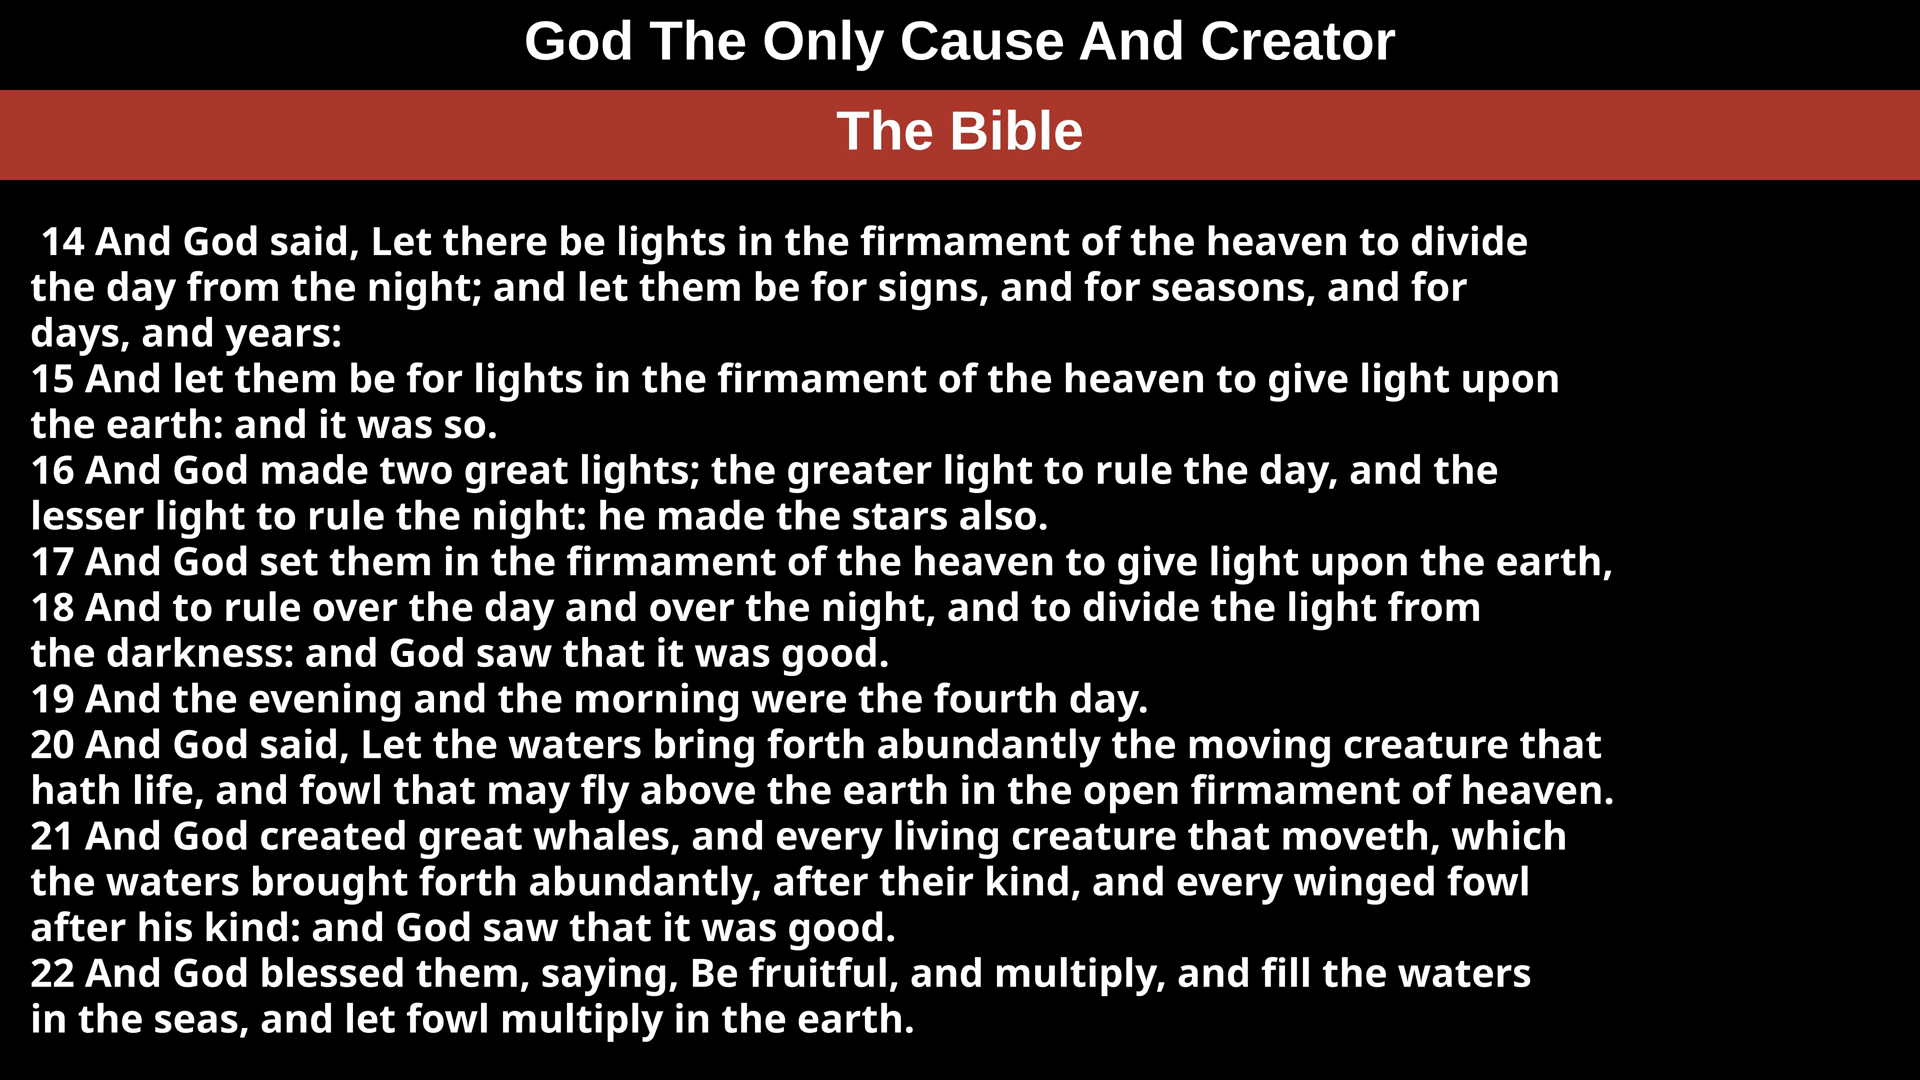 God The Only Cause And Creator
The Bible
14 And God said, Let there be lights in the firmament of the heaven to divide
the day from the night; and let them be for signs, and for seasons, and for
days, and years:
15 And let them be for lights in the firmament of the heaven to give light upon
the earth: and it was so.
16 And God made two great lights; the greater light to rule the day, and the
lesser light to rule the night: he made the stars also.
17 And God set them in the firmament of the heaven to give light upon the earth,
18 And to rule over the day and over the night, and to divide the light from
the darkness: and God saw that it was good.
19 And the evening and the morning were the fourth day.
20 And God said, Let the waters bring forth abundantly the moving creature that
hath life, and fowl that may fly above the earth in the open firmament of heaven.
21 And God created great whales, and every living creature that moveth, which
the waters brought forth abundantly, after their kind, and every winged fowl
after his kind: and God saw that it was good.
22 And God blessed them, saying, Be fruitful, and multiply, and fill the waters
in the seas, and let fowl multiply in the earth.